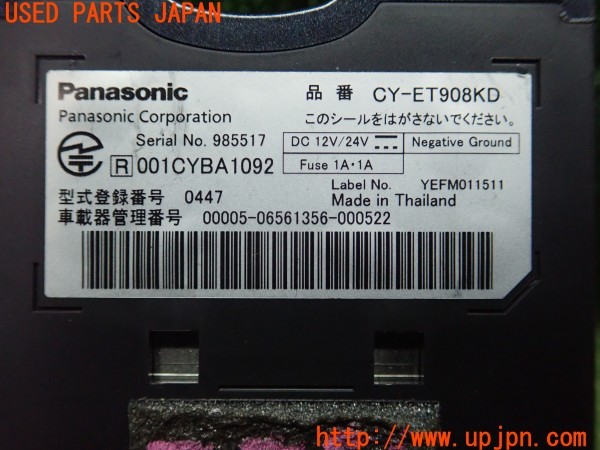 USED PARTS JAPAN
Panasonic 品番 CY-ET908KD
Panasonic Corporation このシールをはがさないでください。
Serial No. 985517 DC 12V/24V Negative Ground
R 001CYBA1092 Fuse 1A・1A
Label No. YEFM011511
型式登録番号 0447 Made in Thailand
車載器管理番号 00005-06561356-000522
UPJ
http://www.upjpn.com/